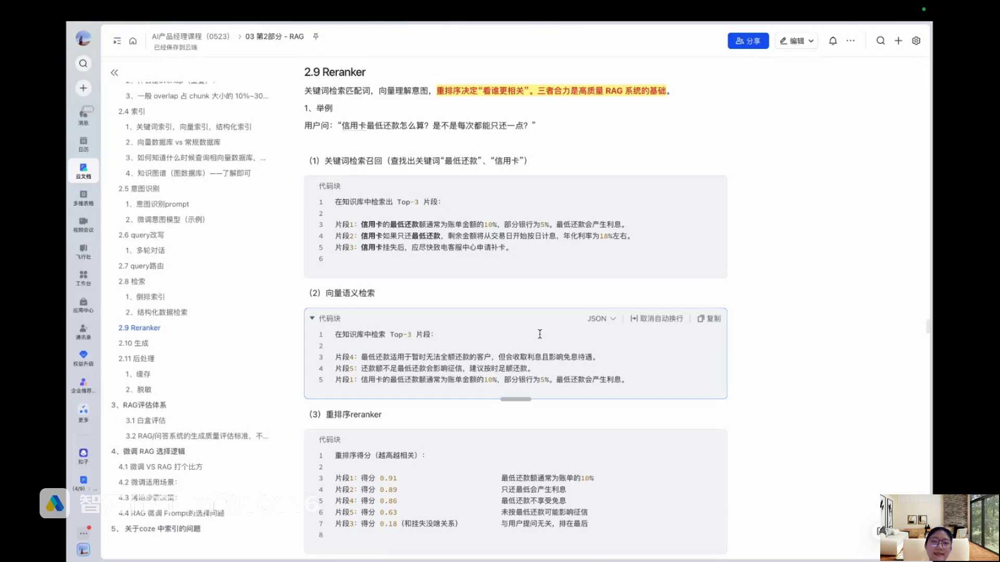 AI产品经理课程（0523） > 03 第2部分 - RAG
已经保存到云端
分享
编辑
499
消息
日历
云文档
多维表格
视频会议
飞行社
工作台
应用中心
通讯录
权益升级
企业推荐...
更多
扣子
(4/9) : ...
3、一般 overlap 占 chunk 大小的 10%~30...
2.4 索引
1、关键词索引，向量索引，结构化索引
2、向量数据库 vs 常规数据库
3、如何知道什么时候查询相向量数据库，...
4、知识图谱（图数据库）——了解即可
2.5 意图识别
1、意图识别prompt
2、微调意图模型（示例）
2.6 query改写
1、多轮对话
2.7 query路由
2.8 检索
1、倒排索引
2、结构化数据检索
2.9 Reranker
2.10 生成
2.11 后处理
1、缓存
2、脱敏
3、RAG评估体系
3.1 白盒评估
3.2 RAG/问答系统的生成质量评估标准，不...
4、微调 RAG 选择逻辑
4.1 微调 VS RAG 打个比方
4.2 微调适用场景：
4.4 RAG 微调 Prompt的选择问题
5、 关于coze 中索引的问题
2.9 Reranker
关键词检索匹配词，向量理解意图，重排序决定“看谁更相关”。三者合力是高质量 RAG 系统的基础。
1、举例
用户问：“信用卡最低还款怎么算？是不是每次都能只还一点？”
（1）关键词检索召回（查找出关键词“最低还款”、“信用卡”）
代码块
1 在知识库中检索出 Top-3 片段：
2
3 片段1：信用卡的最低还款额通常为账单金额的10%，部分银行为5%。最低还款会产生利息。
4 片段2：信用卡如果只还最低还款，剩余金额将从交易日开始按日计息，年化利率为18%左右。
5 片段3：信用卡挂失后，应尽快致电客服中心申请补卡。
6
（2）向量语义检索
代码块 JSON 取消自动换行 复制
1 在知识库中检索 Top-3 片段：
2
3 片段4：最低还款适用于暂时无法全额还款的客户，但会收取利息且影响免息待遇。
4 片段5：还款额不足最低还款会影响征信，建议按时足额还款。
5 片段1：信用卡的最低还款额通常为账单金额的10%，部分银行为5%。最低还款会产生利息。
（3）重排序reranker
代码块
1 重排序得分（越高越相关）：
2
3 片段1：得分 0.91 最低还款额通常为账单的10%
4 片段2：得分 0.89 只还最低会产生利息
5 片段4：得分 0.86 最低还款不享受免息
6 片段5：得分 0.63 未按最低还款可能影响征信
7 片段3：得分 0.18（和挂失没啥关系） 与用户提问无关，排在最后
8